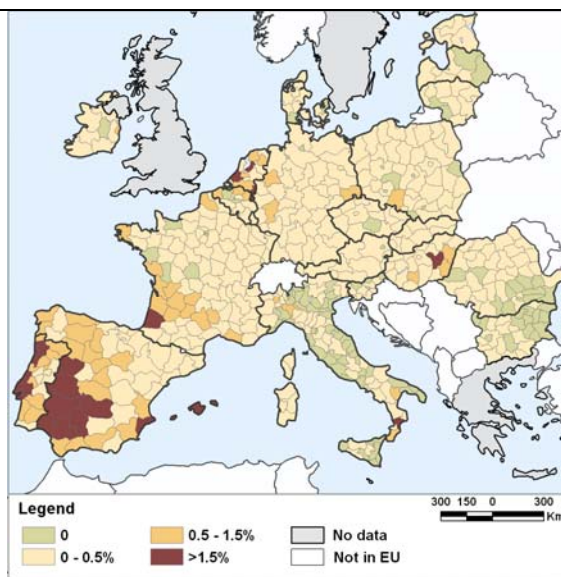 Legend
0
0.5 - 1.5%
No data
0 - 0.5%
>1.5%
Not in EU
300 150 0 300
Km